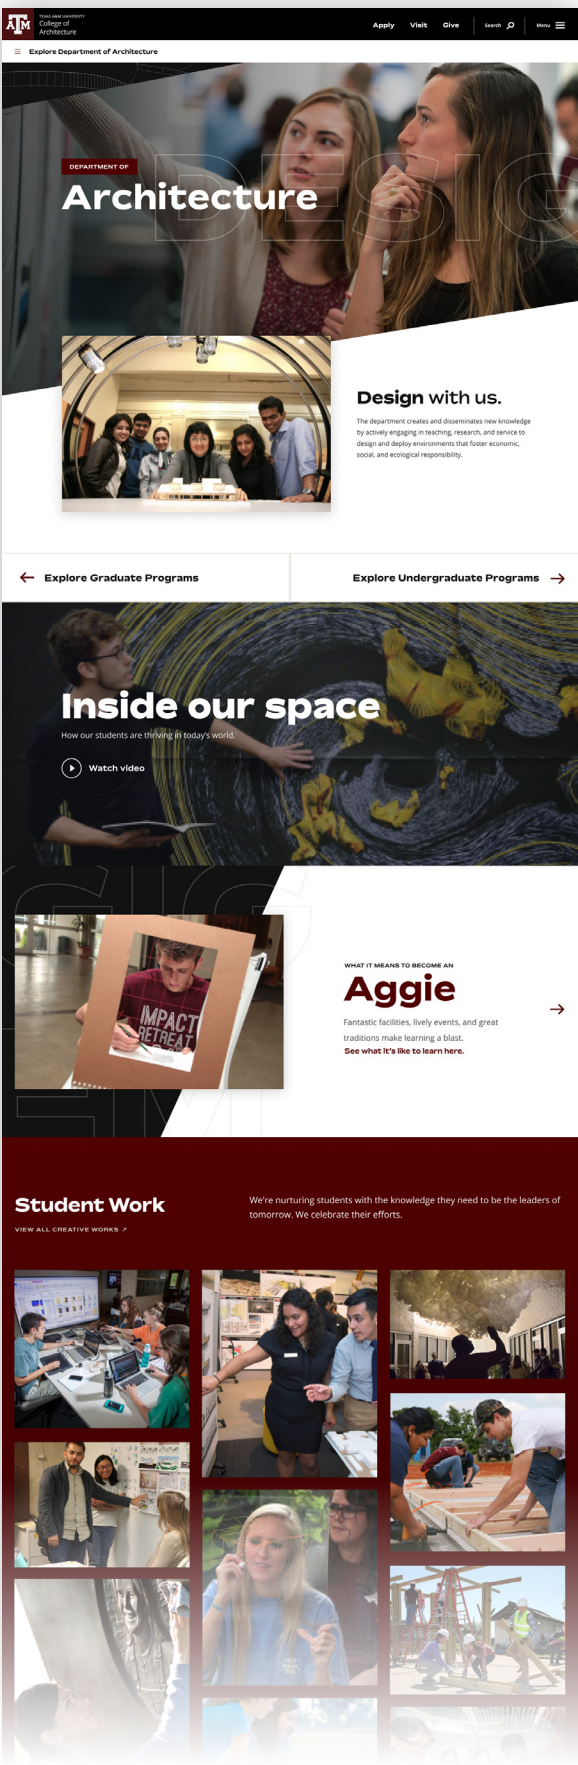 TEXAS A&M UNIVERSITY
College of
Architecture
Apply Visit Give Search Menu
Explore Department of Architecture
DESIG
DEPARTMENT OF
Architecture
Design with us.
The department creates and disseminates new knowledge
by actively engaging in teaching, research, and service to
design and deploy environments that foster economic,
social, and ecological responsibility.
Explore Graduate Programs
Explore Undergraduate Programs
Inside our space
How our students are thriving in today's world.
Watch video
IMPACT
RETREAT
WHAT IT MEANS TO BECOME AN
Aggie
Fantastic facilities, lively events, and great
traditions make learning a blast.
See what it's like to learn here.
Student Work
VIEW ALL CREATIVE WORKS ↗
We're nurturing students with the knowledge they need to be the leaders of
tomorrow. We celebrate their efforts.